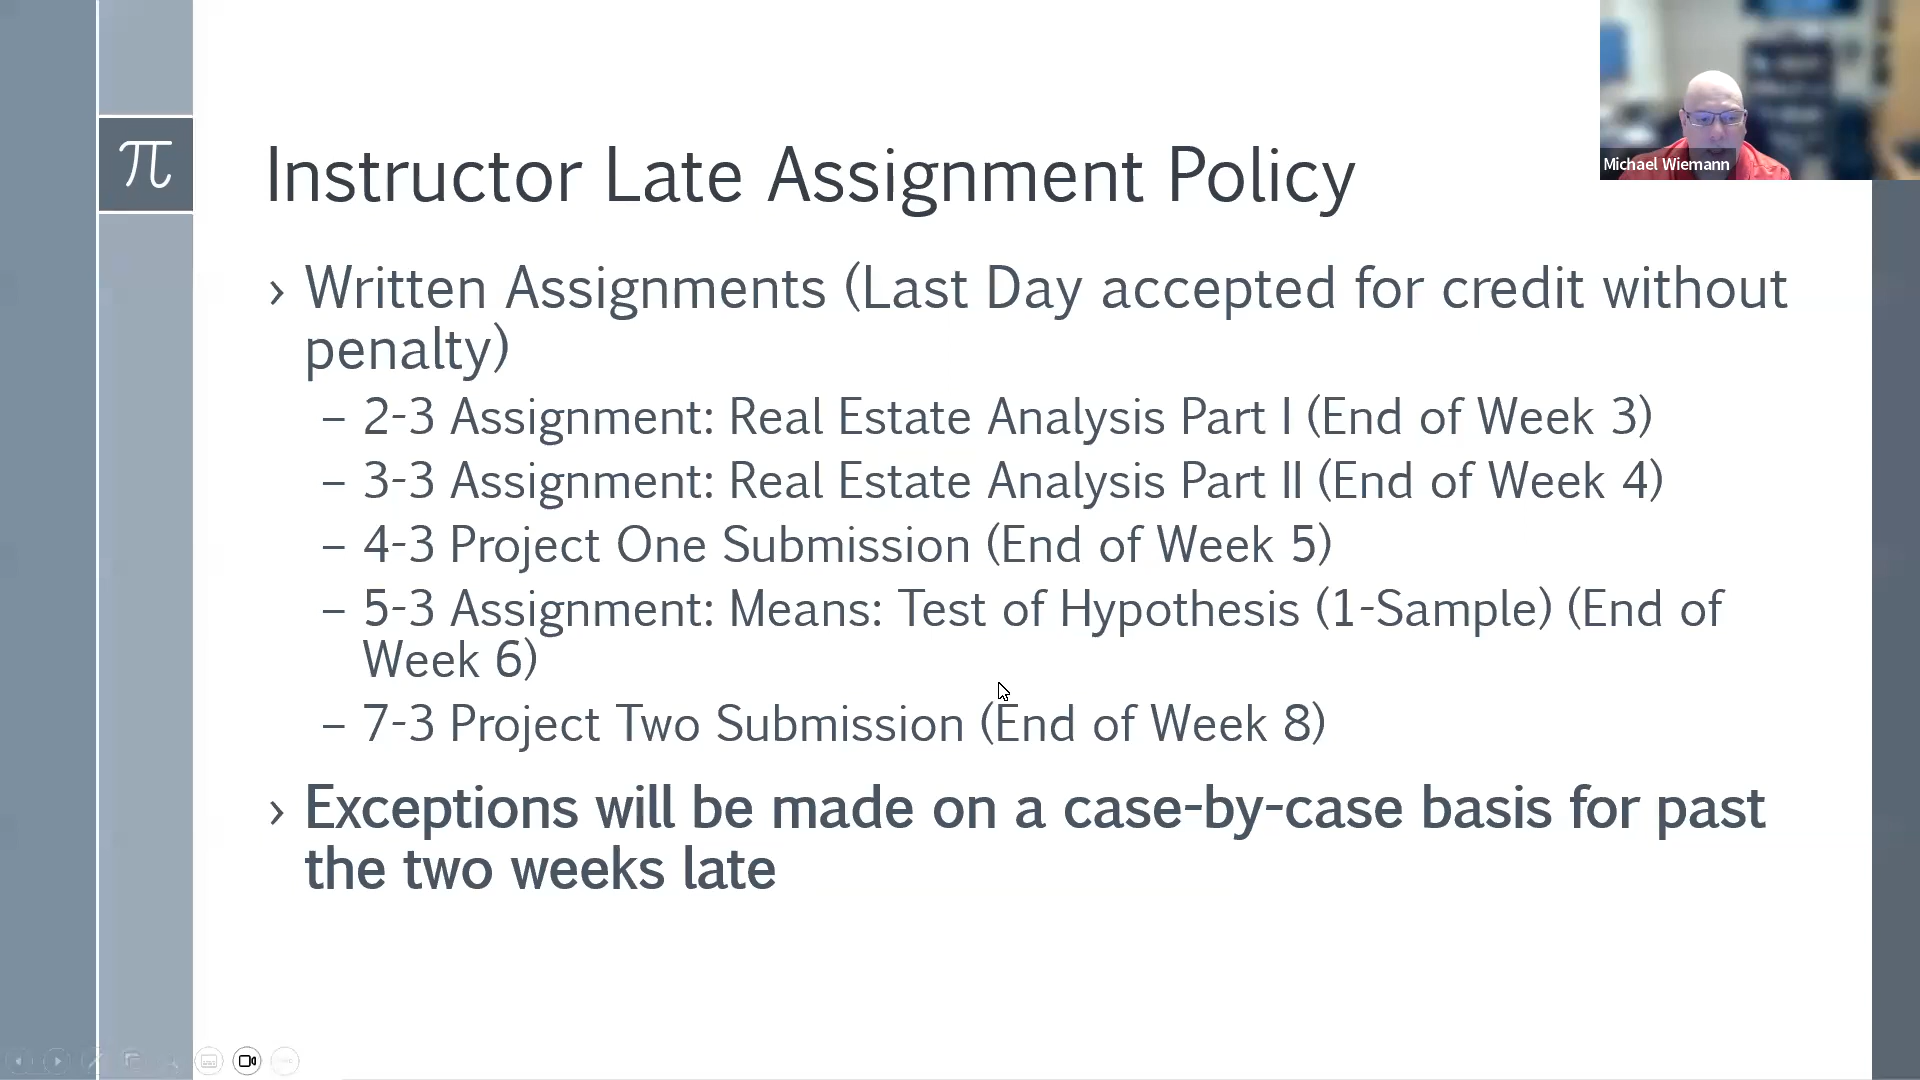 Michael Wiemann
π
Instructor Late Assignment Policy
› Written Assignments (Last Day accepted for credit without
penalty)
– 2-3 Assignment: Real Estate Analysis Part I (End of Week 3)
– 3-3 Assignment: Real Estate Analysis Part II (End of Week 4)
– 4-3 Project One Submission (End of Week 5)
– 5-3 Assignment: Means: Test of Hypothesis (1-Sample) (End of
Week 6)
– 7-3 Project Two Submission (End of Week 8)
› Exceptions will be made on a case-by-case basis for past
the two weeks late